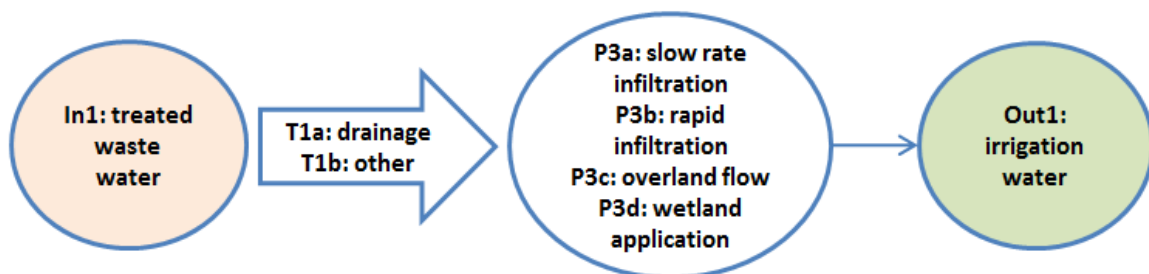 In1: treated
waste
water
T1a: drainage
T1b: other
P3a: slow rate
infiltration
P3b: rapid
infiltration
P3c: overland flow
P3d: wetland
application
Out1:
irrigation
water